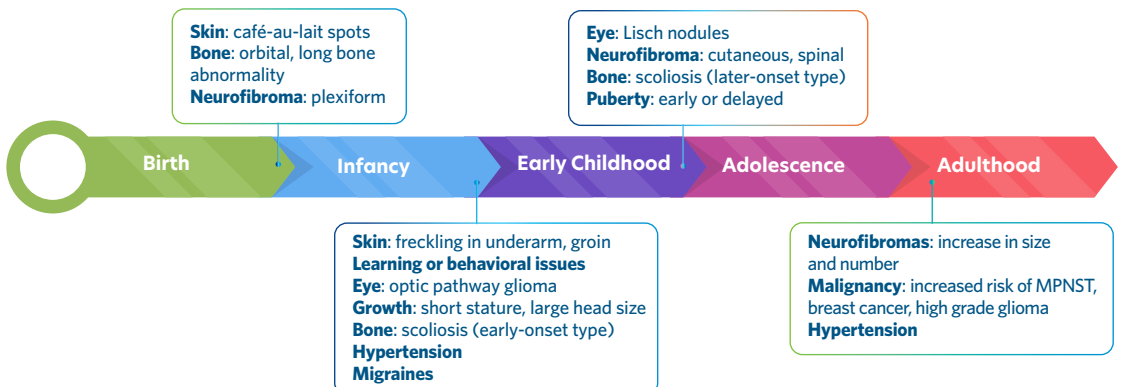 Skin: café-au-lait spots
Bone: orbital, long bone
abnormality
Neurofibroma: plexiform
Eye: Lisch nodules
Neurofibroma: cutaneous, spinal
Bone: scoliosis (later-onset type)
Puberty: early or delayed
Birth
Infancy
Early Childhood
Adolescence
Adulthood
Skin: freckling in underarm, groin
Learning or behavioral issues
Eye: optic pathway glioma
Growth: short stature, large head size
Bone: scoliosis (early-onset type)
Hypertension
Migraines
Neurofibromas: increase in size
and number
Malignancy: increased risk of MPNST,
breast cancer, high grade glioma
Hypertension